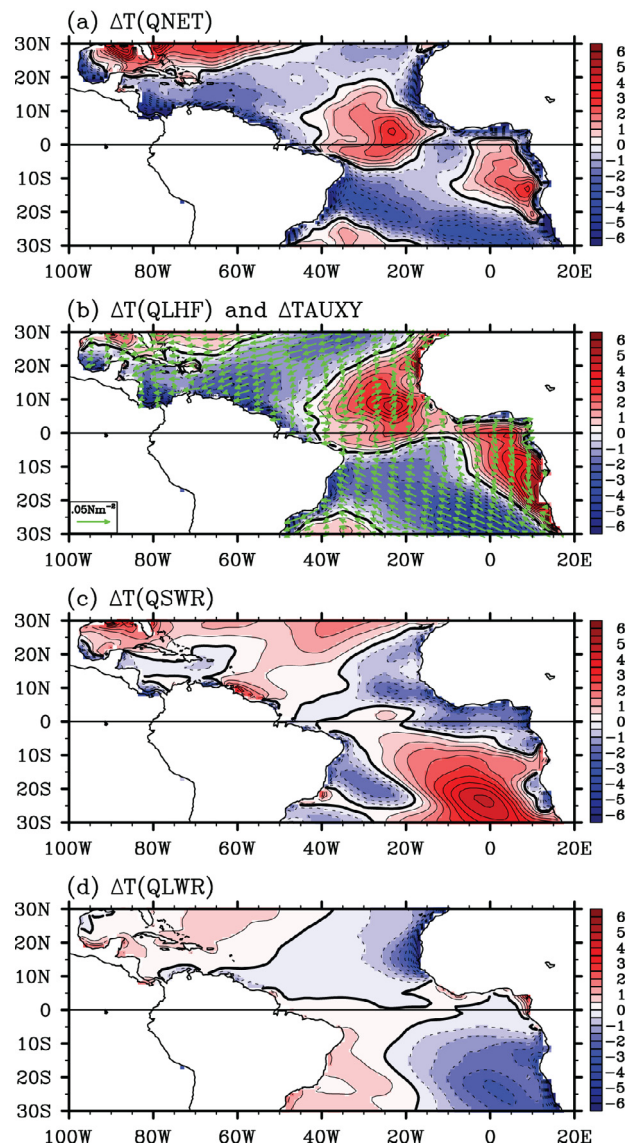 (a) ΔT(QNET)
30N
20N
10N
0
10S
20S
30S
100W 80W 60W 40W 20W 0 20E
6
5
4
3
2
1
0
-1
-2
-3
-4
-5
-6
(b) ΔT(QLHF) and ΔTAUXY
30N
20N
10N
0
10S
20S
30S
.05Nm⁻²
100W 80W 60W 40W 20W 0 20E
6
5
4
3
2
1
0
-1
-2
-3
-4
-5
-6
(c) ΔT(QSWR)
30N
20N
10N
0
10S
20S
30S
100W 80W 60W 40W 20W 0 20E
6
5
4
3
2
1
0
-1
-2
-3
-4
-5
-6
(d) ΔT(QLWR)
30N
20N
10N
0
10S
20S
30S
100W 80W 60W 40W 20W 0 20E
6
5
4
3
2
1
0
-1
-2
-3
-4
-5
-6